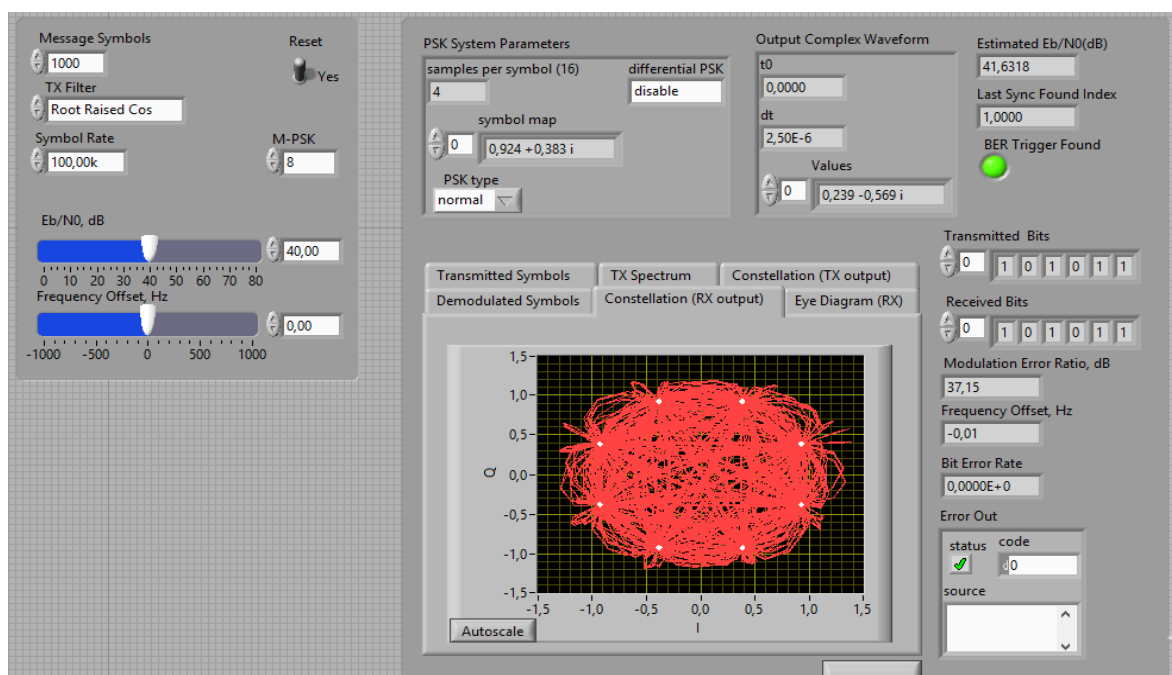 Message Symbols
1000
Reset
Yes
TX Filter
Root Raised Cos
Symbol Rate
100,00k
M-PSK
8
Eb/N0, dB
40,00
0 10 20 30 40 50 60 70 80
Frequency Offset, Hz
0,00
-1000 -500 0 500 1000
PSK System Parameters
samples per symbol (16)
4
differential PSK
disable
symbol map
0
0,924 +0,383 i
PSK type
normal
Output Complex Waveform
t0
0,0000
dt
2,50E-6
Values
0
0,239 -0,569 i
Estimated Eb/N0(dB)
41,6318
Last Sync Found Index
1,0000
BER Trigger Found
Transmitted Symbols
TX Spectrum
Constellation (TX output)
Demodulated Symbols
Constellation (RX output)
Eye Diagram (RX)
1,5
1,0
0,5
0,0
-0,5
-1,0
-1,5
Q
-1,5 -1,0 -0,5 0,0 0,5 1,0 1,5
I
Autoscale
Transmitted Bits
0 1 0 1 0 1 1
Received Bits
0 1 0 1 0 1 1
Modulation Error Ratio, dB
37,15
Frequency Offset, Hz
-0,01
Bit Error Rate
0,0000E+0
Error Out
status
code
d0
source